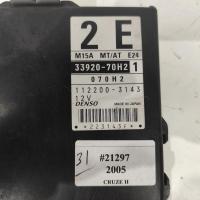 2 E
M15A MT/AT E24
33920-70H2 1
070H2
112200-3143
12V
DENSO MADE IN JAPAN
*223143F*
31
#21297
2005
CRUZE H